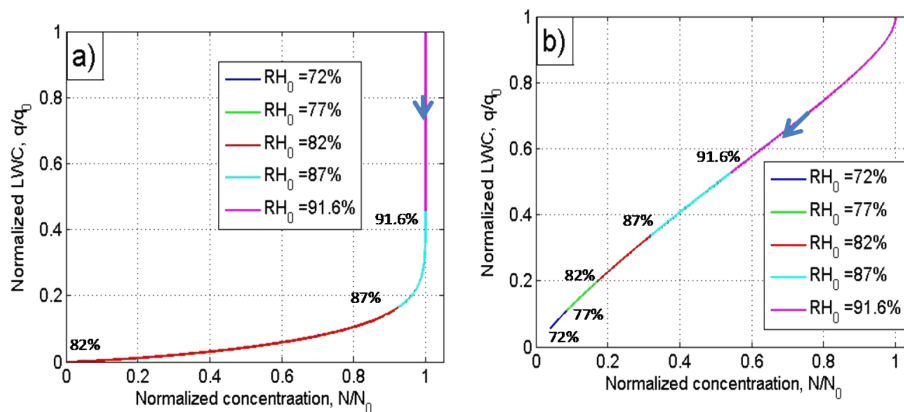 a)
Normalized LWC, q/q0
1
0.8
0.6
0.4
0.2
0
RH0 =72%
RH0 =77%
RH0 =82%
RH0 =87%
RH0 =91.6%
91.6%
87%
82%
0 0.2 0.4 0.6 0.8 1
Normalized concentraation, N/N0
b)
Normalized LWC, q/q0
1
0.8
0.6
0.4
0.2
0
91.6%
87%
82%
77%
72%
RH0 =72%
RH0 =77%
RH0 =82%
RH0 =87%
RH0 =91.6%
0 0.2 0.4 0.6 0.8 1
Normalized concentraation, N/N0